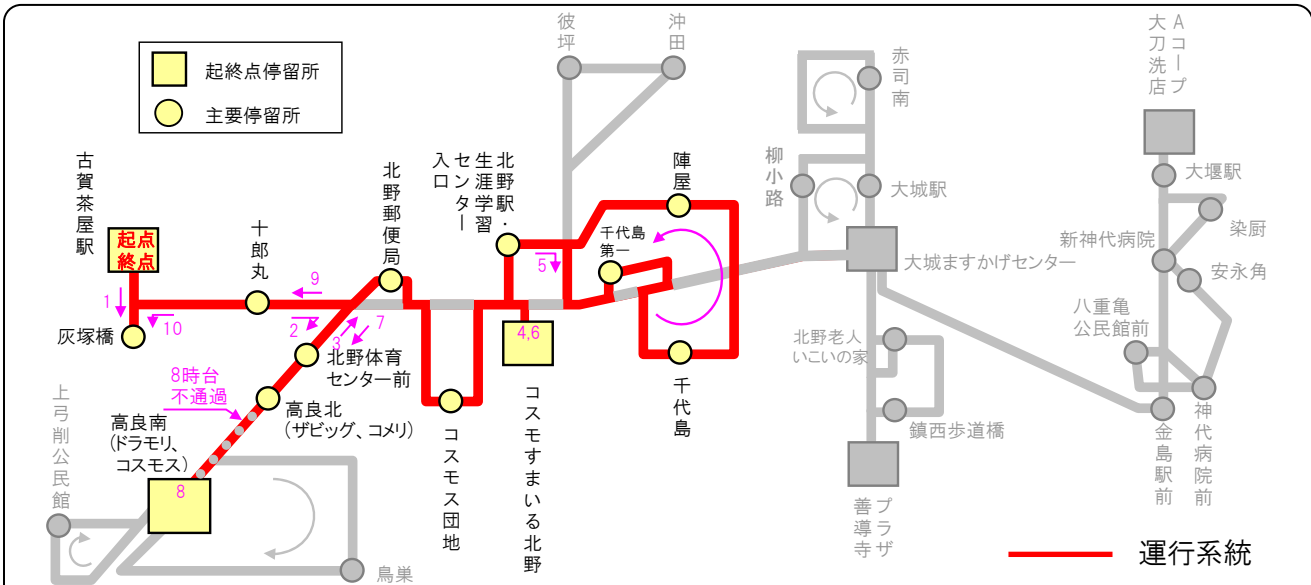 起終点停留所
主要停留所
古賀茶屋駅
起点
終点
灰塚橋
十郎丸
北野郵便局
北野体育
センター前
高良北
(ザビッグ、コメリ)
8時台
不通過
高良南
(ドラモリ、
コスモス)
上弓削公民館
鳥巣
コスモス団地
北野駅・
生涯学習
センター
入口
コスモすまいる北野
彼坪
沖田
陣屋
千代島
第一
千代島
赤司南
柳小路
大城駅
大城ますかげセンター
北野老人
いこいの家
鎮西歩道橋
プラザ
善導寺
Aコープ
大刀洗店
大堰駅
染厨
新神代病院
安永角
八重亀
公民館前
神代病院前
金島駅前
1
2
3
4,6
5
7
8
9
10
運行系統